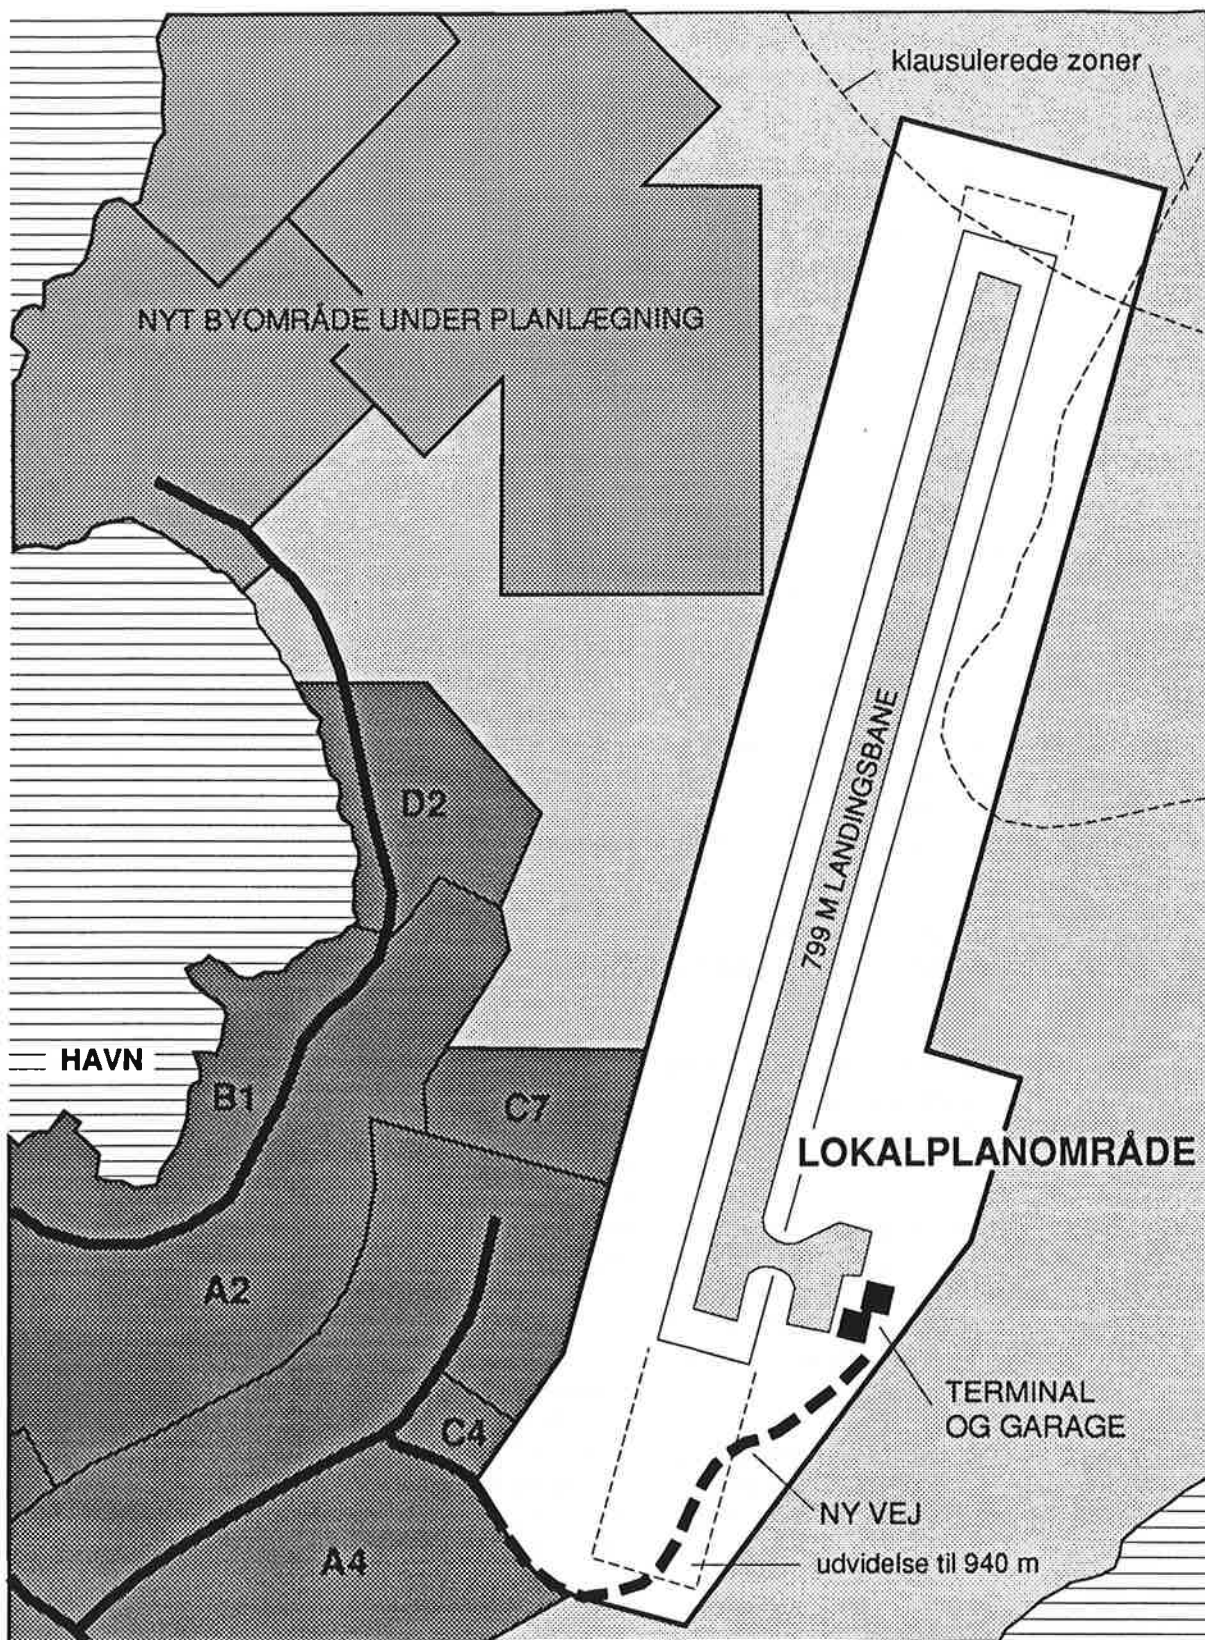 klausulerede zoner
NYT BYOMRÅDE UNDER PLANLÆGNING
799 M LANDINGSBANE
D2
HAVN
B1
C7
LOKALPLANOMRÅDE
A2
TERMINAL
OG GARAGE
C4
NY VEJ
A4
udvidelse til 940 m